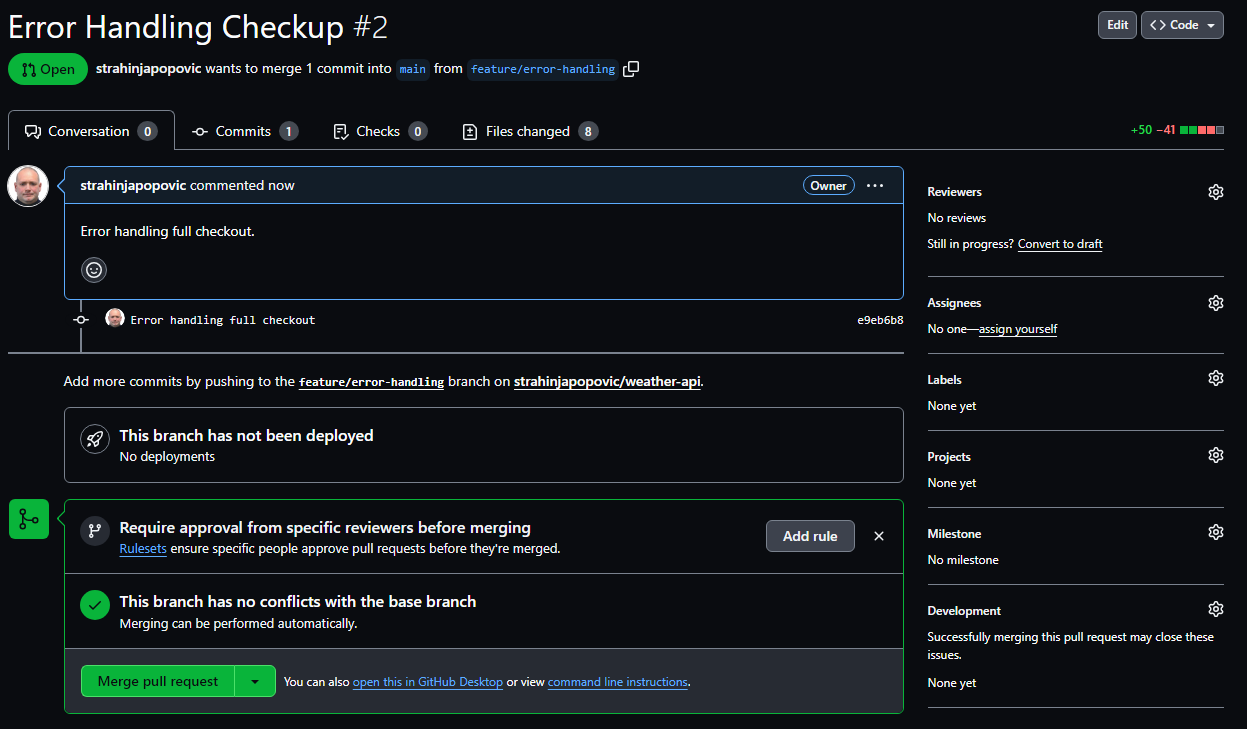 Error Handling Checkup #2
Edit
Code
Open
strahinjapopovic wants to merge 1 commit into main from feature/error-handling
Conversation 0
Commits 1
Checks 0
Files changed 8
+50 −41
strahinjapopovic commented now
Owner
Error handling full checkout.
Error handling full checkout
e9eb6b8
Add more commits by pushing to the feature/error-handling branch on strahinjapopovic/weather-api.
This branch has not been deployed
No deployments
Require approval from specific reviewers before merging
Rulesets ensure specific people approve pull requests before they're merged.
Add rule
This branch has no conflicts with the base branch
Merging can be performed automatically.
Merge pull request
You can also open this in GitHub Desktop or view command line instructions.
Reviewers
No reviews
Still in progress? Convert to draft
Assignees
No one—assign yourself
Labels
None yet
Projects
None yet
Milestone
No milestone
Development
Successfully merging this pull request may close these
issues.
None yet